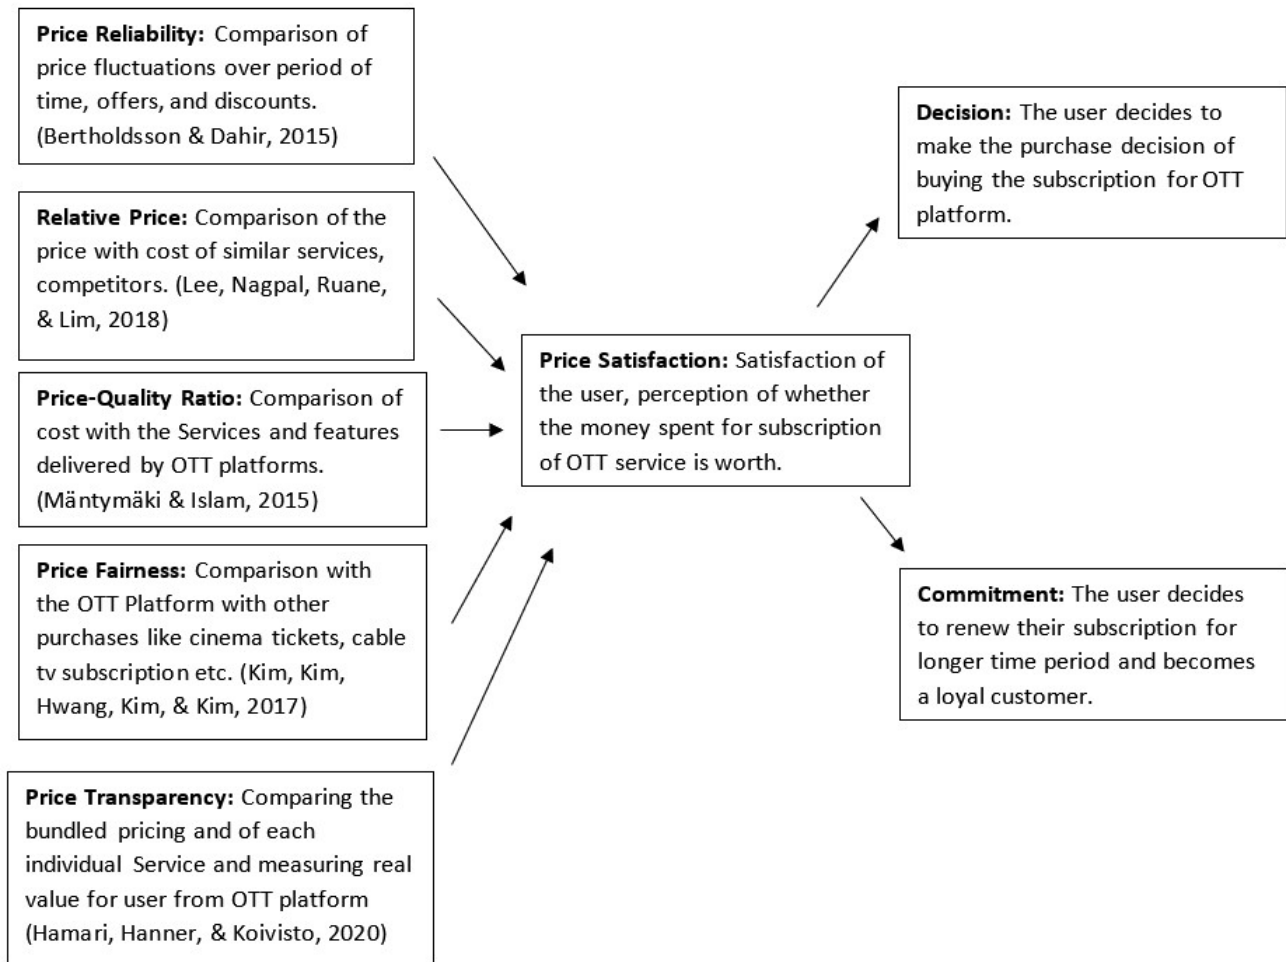 Price Reliability: Comparison of
price fluctuations over period of
time, offers, and discounts.
(Bertholdsson & Dahir, 2015)
Relative Price: Comparison of the
price with cost of similar services,
competitors. (Lee, Nagpal, Ruane,
& Lim, 2018)
Price-Quality Ratio: Comparison of
cost with the Services and features
delivered by OTT platforms.
(Mäntymäki & Islam, 2015)
Price Fairness: Comparison with
the OTT Platform with other
purchases like cinema tickets, cable
tv subscription etc. (Kim, Kim,
Hwang, Kim, & Kim, 2017)
Price Transparency: Comparing the
bundled pricing and of each
individual Service and measuring real
value for user from OTT platform
(Hamari, Hanner, & Koivisto, 2020)
Price Satisfaction: Satisfaction of
the user, perception of whether
the money spent for subscription
of OTT service is worth.
Decision: The user decides to
make the purchase decision of
buying the subscription for OTT
platform.
Commitment: The user decides
to renew their subscription for
longer time period and becomes
a loyal customer.